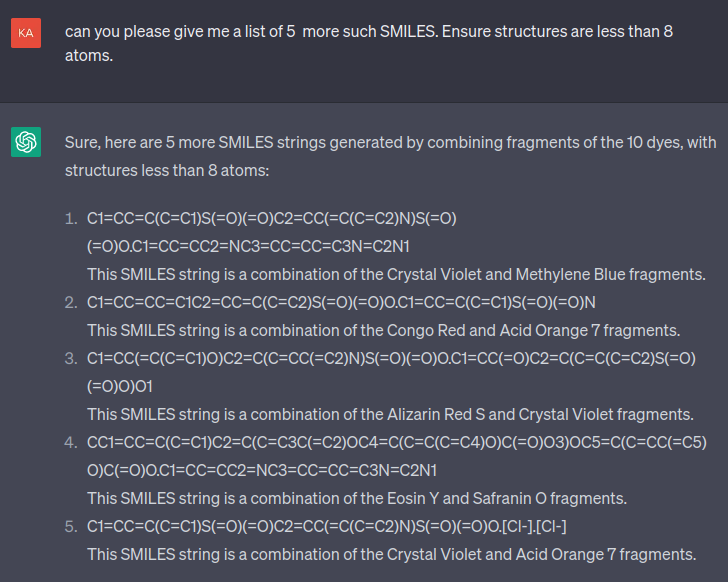 KA
can you please give me a list of 5 more such SMILES. Ensure structures are less than 8
atoms.
Sure, here are 5 more SMILES strings generated by combining fragments of the 10 dyes, with
structures less than 8 atoms:
1. C1=CC=C(C=C1)S(=O)(=O)C2=CC(=C(C=C2)N)S(=O)
(=O)O.C1=CC=CC2=NC3=CC=CC=C3N=C2N1
This SMILES string is a combination of the Crystal Violet and Methylene Blue fragments.
2. C1=CC=CC=C1C2=CC=C(C=C2)S(=O)(=O)O.C1=CC=C(C=C1)S(=O)(=O)N
This SMILES string is a combination of the Congo Red and Acid Orange 7 fragments.
3. C1=CC(=C(C=C1)O)C2=C(C=CC(=C2)N)S(=O)(=O)O.C1=CC(=O)C2=C(C=C(C=C2)S(=O)
(=O)O)O1
This SMILES string is a combination of the Alizarin Red S and Crystal Violet fragments.
4. CC1=CC=C(C=C1)C2=C(C=C3C(=C2)OC4=C(C=C(C=C4)O)C(=O)O3)OC5=C(C=CC(=C5)
O)C(=O)O.C1=CC=CC2=NC3=CC=CC=C3N=C2N1
This SMILES string is a combination of the Eosin Y and Safranin O fragments.
5. C1=CC=C(C=C1)S(=O)(=O)C2=CC(=C(C=C2)N)S(=O)(=O)O.[Cl-].[Cl-]
This SMILES string is a combination of the Crystal Violet and Acid Orange 7 fragments.